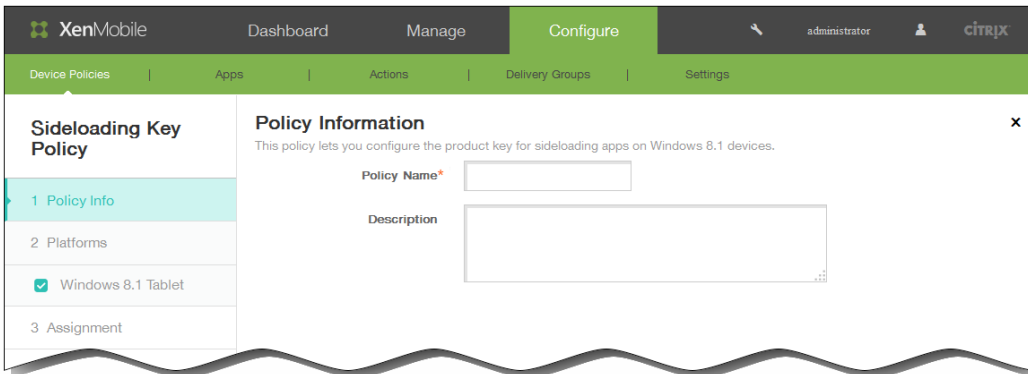 XenMobile Dashboard Manage Configure administrator CİTRIX
Device Policies | Apps | Actions | Delivery Groups | Settings
Sideloading Key
Policy
1 Policy Info
2 Platforms
Windows 8.1 Tablet
3 Assignment
Policy Information
x
This policy lets you configure the product key for sideloading apps on Windows 8.1 devices.
Policy Name*
Description